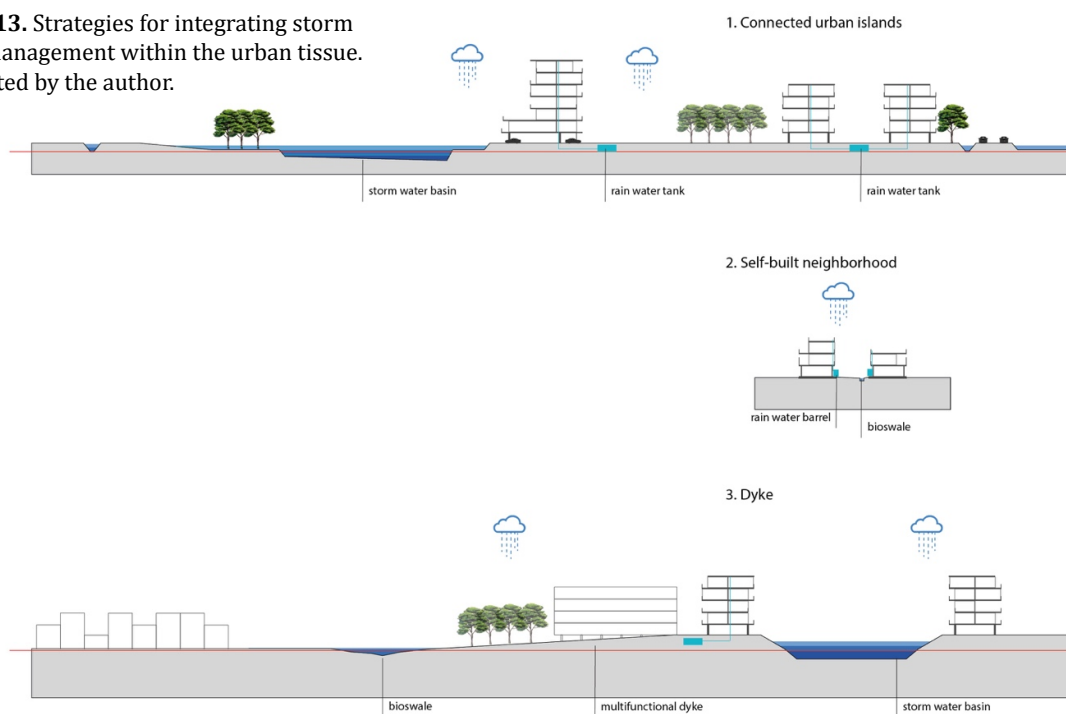 13. Strategies for integrating storm
management within the urban tissue.
by the author.
1. Connected urban islands
storm water basin
rain water tank
rain water tank
2. Self-built neighborhood
rain water barrel
bioswale
3. Dyke
bioswale
multifunctional dyke
storm water basin